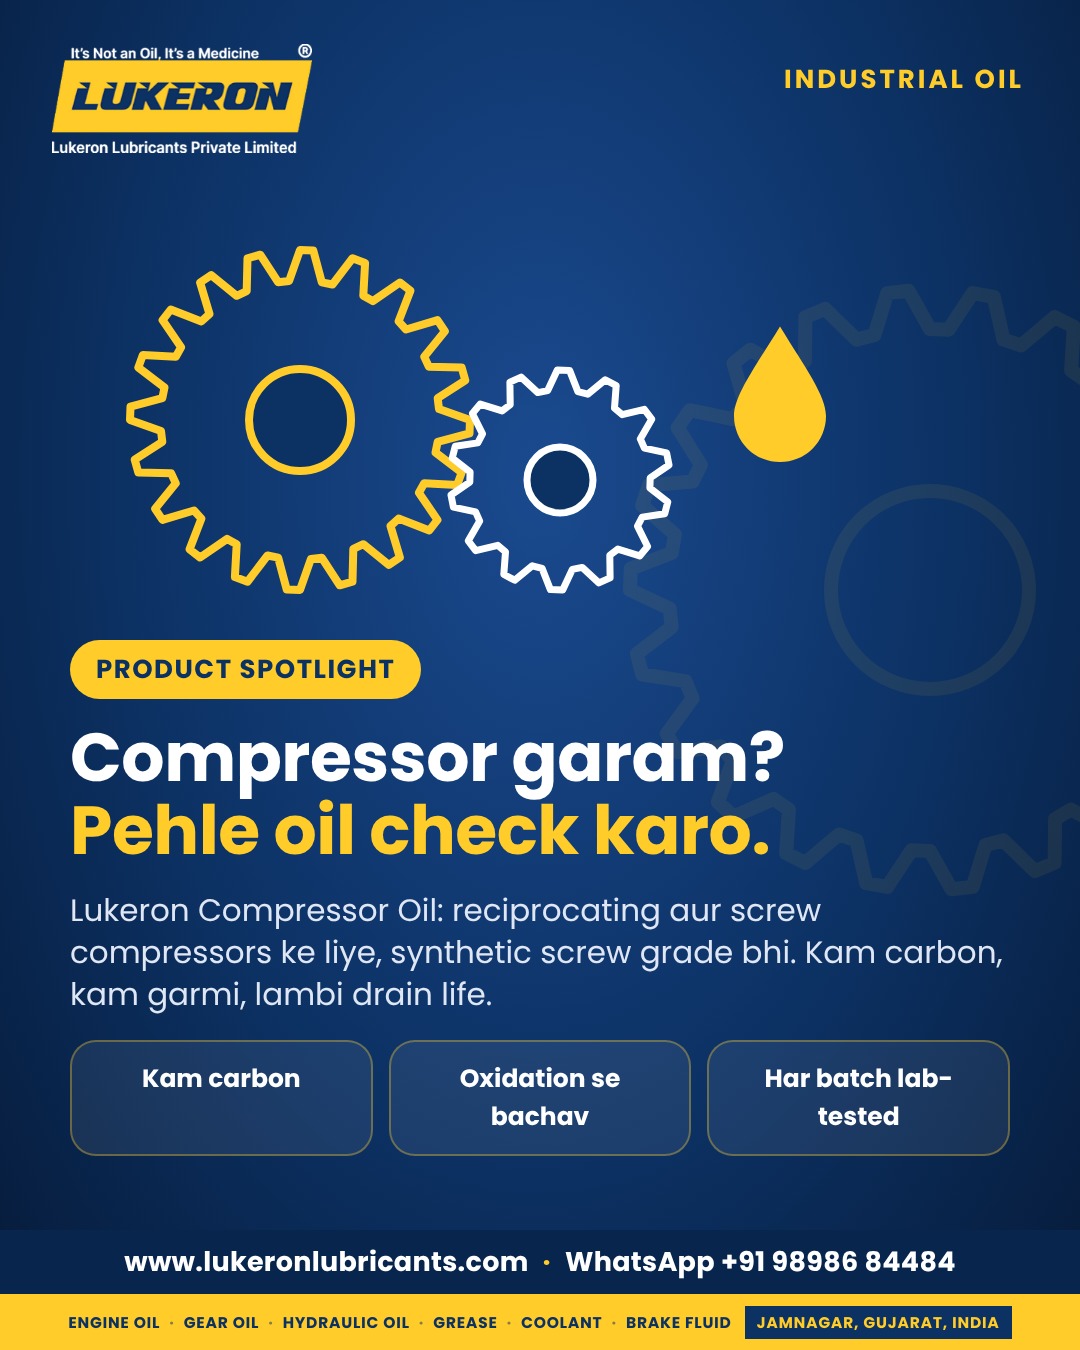 It's Not an Oil, It's a Medicine ®
LUKERON
Lukeron Lubricants Private Limited
INDUSTRIAL OIL
PRODUCT SPOTLIGHT
Compressor garam?
Pehle oil check karo.
Lukeron Compressor Oil: reciprocating aur screw
compressors ke liye, synthetic screw grade bhi. Kam carbon,
kam garmi, lambi drain life.
Kam carbon
Oxidation se
bachav
Har batch lab-
tested
www.lukeronlubricants.com · WhatsApp +91 98986 84484
ENGINE OIL · GEAR OIL · HYDRAULIC OIL · GREASE · COOLANT · BRAKE FLUID JAMNAGAR, GUJARAT, INDIA